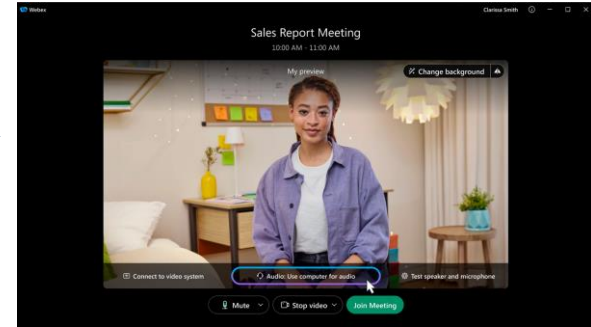 Webex
Clarissa Smith
Sales Report Meeting
10:00 AM - 11:00 AM
My preview
Change background
Connect to video system
Audio: Use computer for audio
Test speaker and microphone
Mute
Stop video
Join Meeting